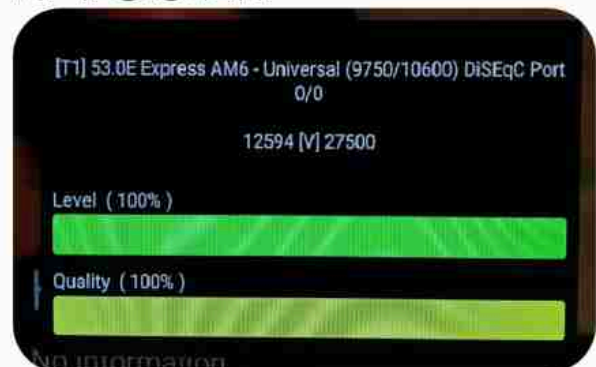 [T1] 53.0E Express AM6 - Universal (9750/10600) DiSEqC Port
0/0
12594 [V] 27500
Level ( 100% )
Quality ( 100% )
No information